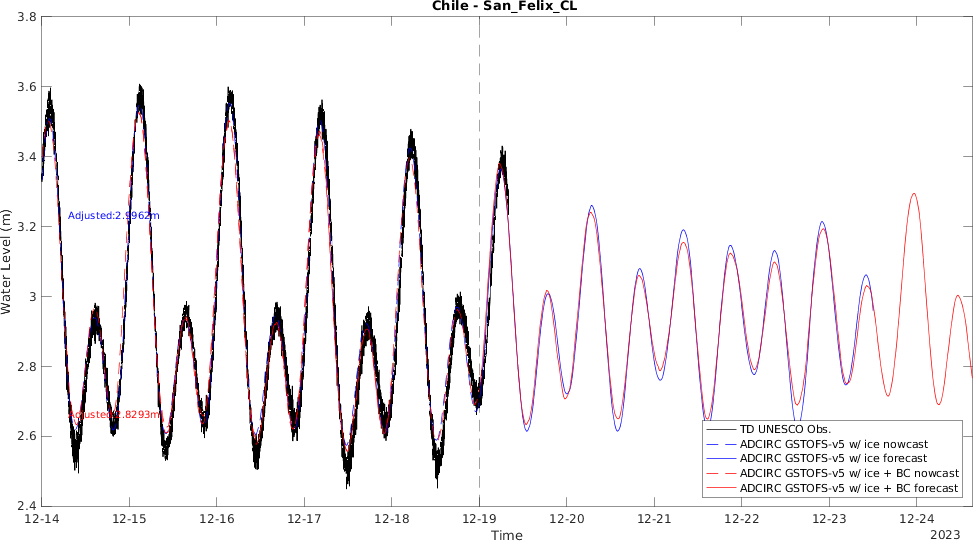 Chile - San_Felix_CL
3.8
3.6
3.4
3.2
3
2.8
2.6
2.4
Water Level (m)
Adjusted:2.9962m
Adjusted:2.8293m
TD UNESCO Obs.
ADCIRC GSTOFS-v5 w/ ice nowcast
ADCIRC GSTOFS-v5 w/ ice forecast
ADCIRC GSTOFS-v5 w/ ice + BC nowcast
ADCIRC GSTOFS-v5 w/ ice + BC forecast
12-14 12-15 12-16 12-17 12-18 12-19 12-20 12-21 12-22 12-23 12-24
Time
2023